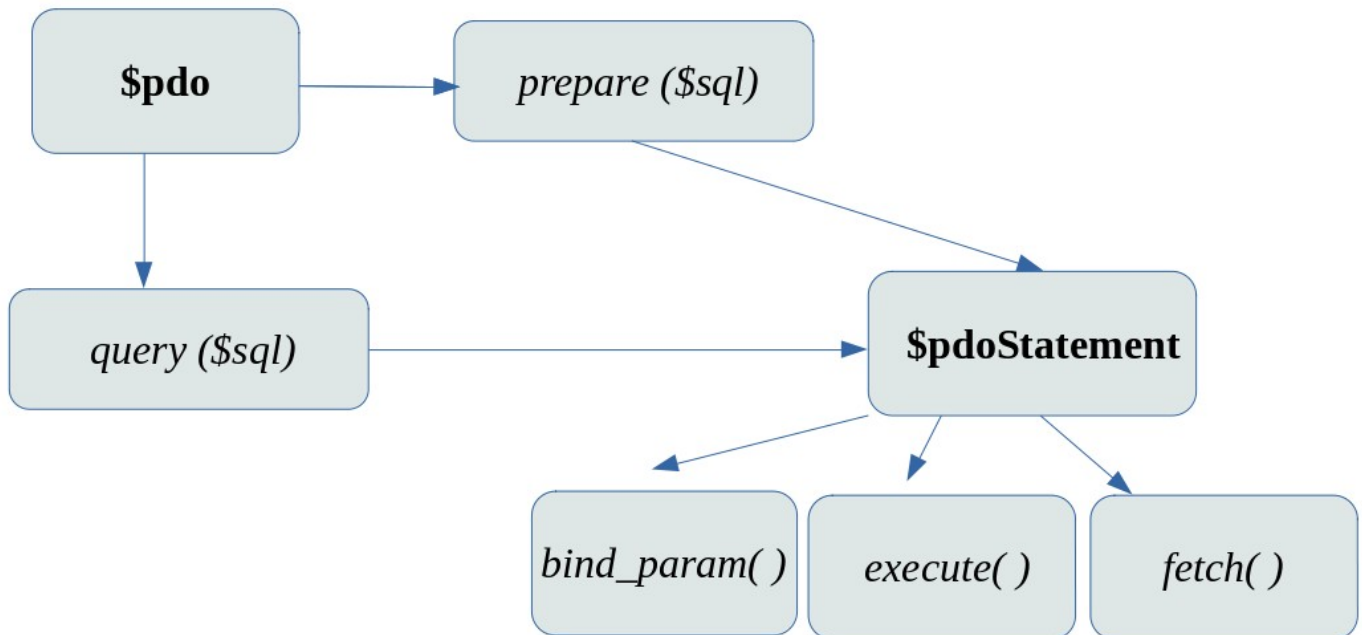 $pdo
prepare ($sql)
query ($sql)
$pdoStatement
bind_param( )
execute( )
fetch( )